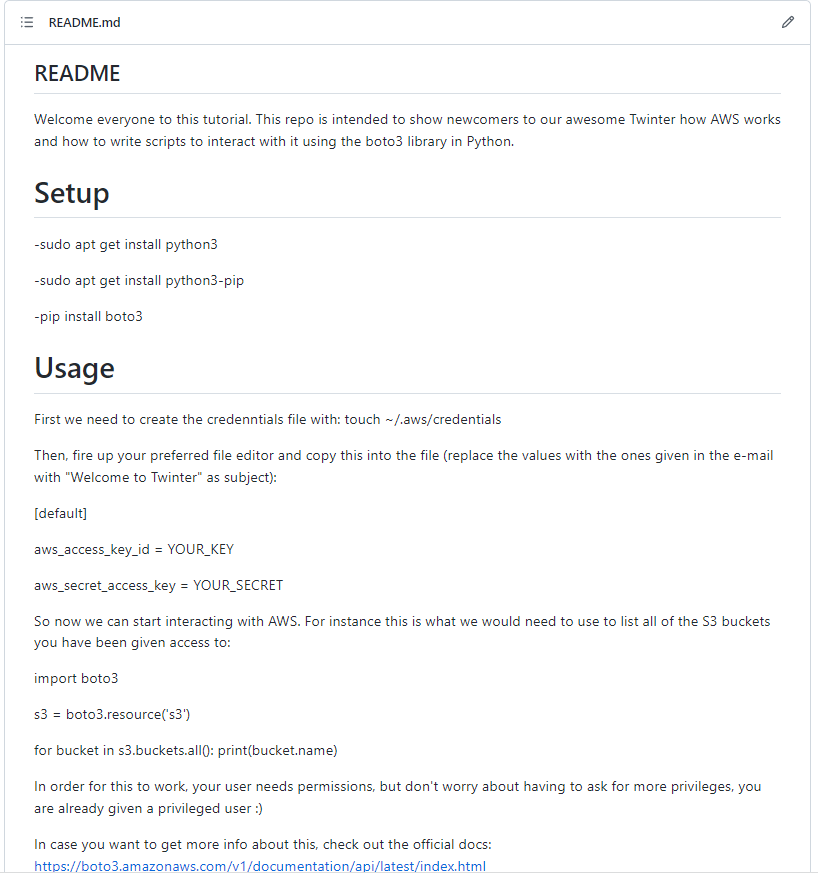 README.md
README
Welcome everyone to this tutorial. This repo is intended to show newcomers to our awesome Twinter how AWS works
and how to write scripts to interact with it using the boto3 library in Python.
Setup
-sudo apt get install python3
-sudo apt get install python3-pip
-pip install boto3
Usage
First we need to create the credenntials file with: touch ~/.aws/credentials
Then, fire up your preferred file editor and copy this into the file (replace the values with the ones given in the e-mail
with "Welcome to Twinter" as subject):
[default]
aws_access_key_id = YOUR_KEY
aws_secret_access_key = YOUR_SECRET
So now we can start interacting with AWS. For instance this is what we would need to use to list all of the S3 buckets
you have been given access to:
import boto3
s3 = boto3.resource('s3')
for bucket in s3.buckets.all(): print(bucket.name)
In order for this to work, your user needs permissions, but don't worry about having to ask for more privileges, you
are already given a privileged user :)
In case you want to get more info about this, check out the official docs:
https://boto3.amazonaws.com/v1/documentation/api/latest/index.html